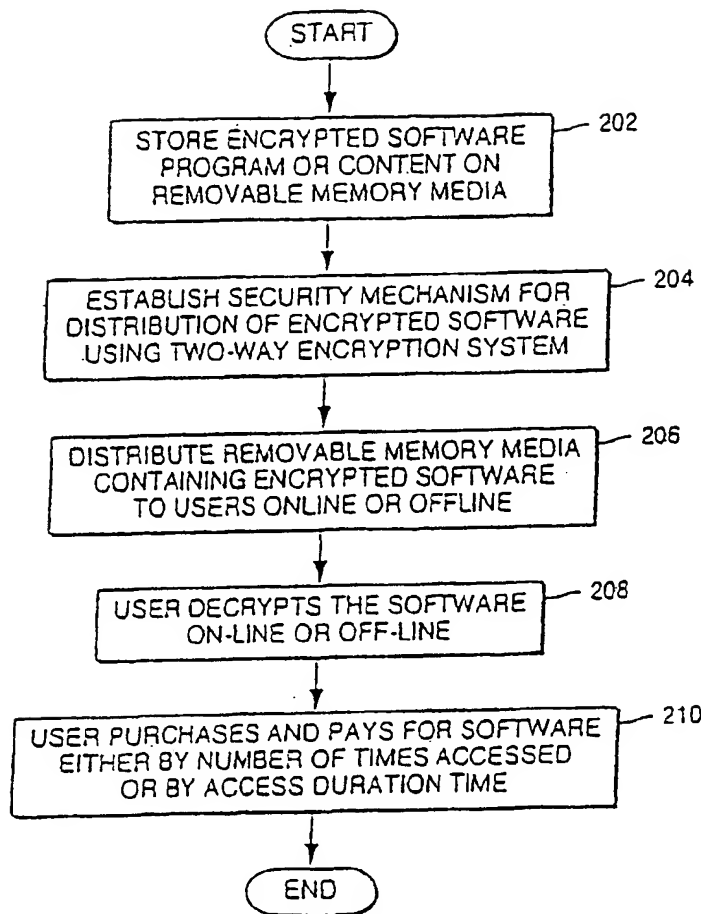 START
STORE ENCRYPTED SOFTWARE
PROGRAM OR CONTENT ON
REMOVABLE MEMORY MEDIA
202
ESTABLISH SECURITY MECHANISM FOR
DISTRIBUTION OF ENCRYPTED SOFTWARE
USING TWO-WAY ENCRYPTION SYSTEM
204
DISTRIBUTE REMOVABLE MEMORY MEDIA
CONTAINING ENCRYPTED SOFTWARE
TO USERS ONLINE OR OFFLINE
206
USER DECRYPTS THE SOFTWARE
ON-LINE OR OFF-LINE
208
USER PURCHASES AND PAYS FOR SOFTWARE
EITHER BY NUMBER OF TIMES ACCESSED
OR BY ACCESS DURATION TIME
210
END